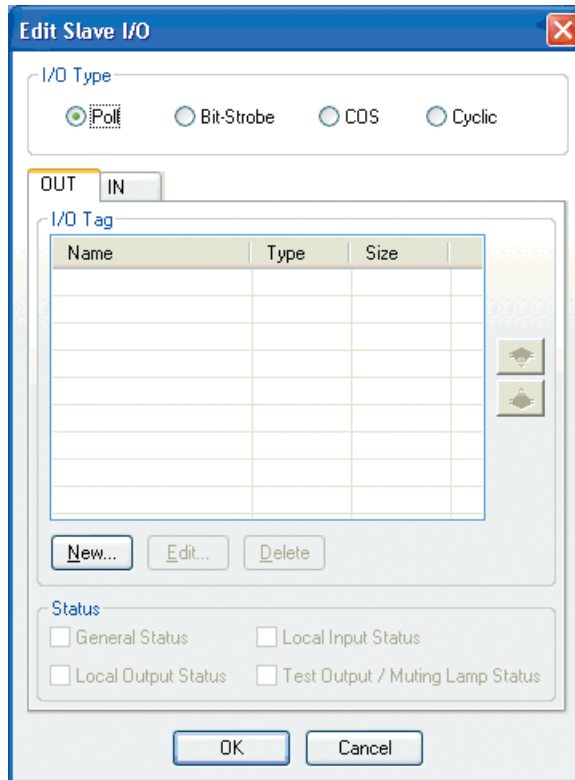 Edit Slave I/O
I/O Type
Poll Bit-Strobe COS Cyclic
OUT IN
I/O Tag
Name Type Size
New... Edit... Delete
Status
General Status Local Input Status
Local Output Status Test Output / Muting Lamp Status
OK Cancel